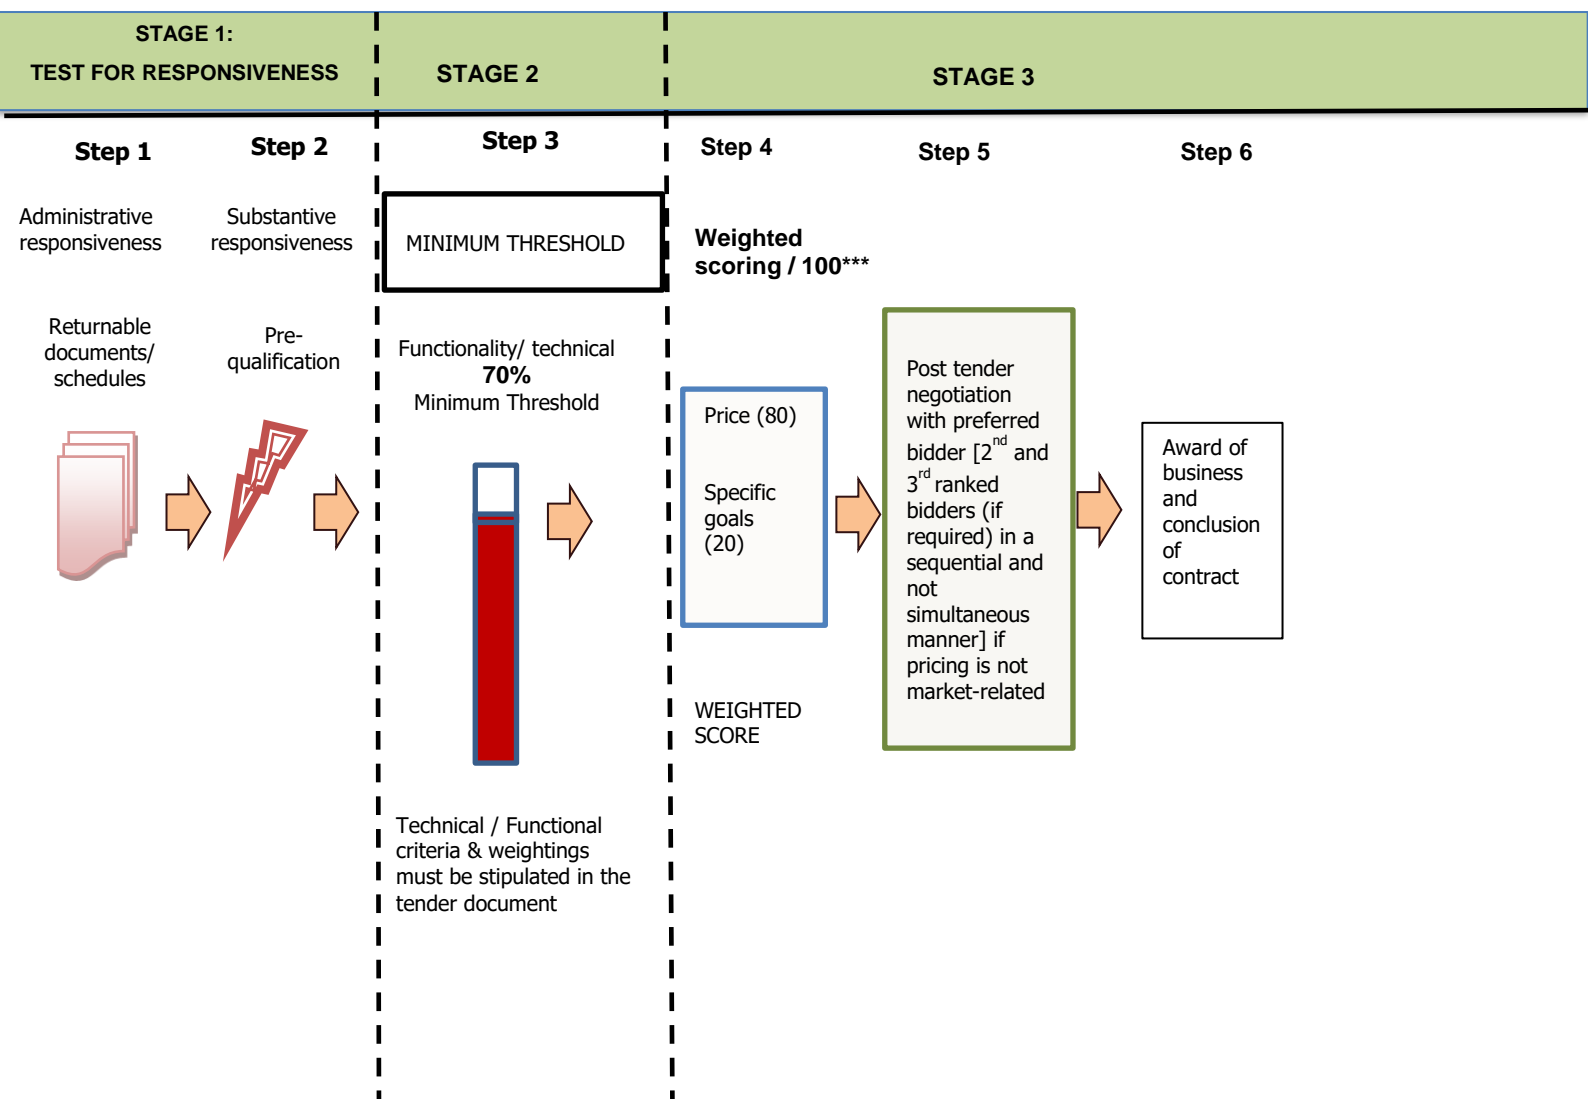 STAGE 1:
TEST FOR RESPONSIVENESS
STAGE 2
STAGE 3
Step 1
Step 2
Step 3
Step 4
Step 5
Step 6
Administrative
responsiveness
Substantive
responsiveness
MINIMUM THRESHOLD
Weighted
scoring / 100***
Returnable
documents/
schedules
Pre-
qualification
Functionality/ technical
70%
Minimum Threshold
Price (80)
Specific
goals
(20)
Post tender
negotiation
with preferred
bidder [2nd and
3rd ranked
bidders (if
required) in a
sequential and
not
simultaneous
manner] if
pricing is not
market-related
Award of
business
and
conclusion
of
contract
WEIGHTED
SCORE
Technical / Functional
criteria & weightings
must be stipulated in the
tender document